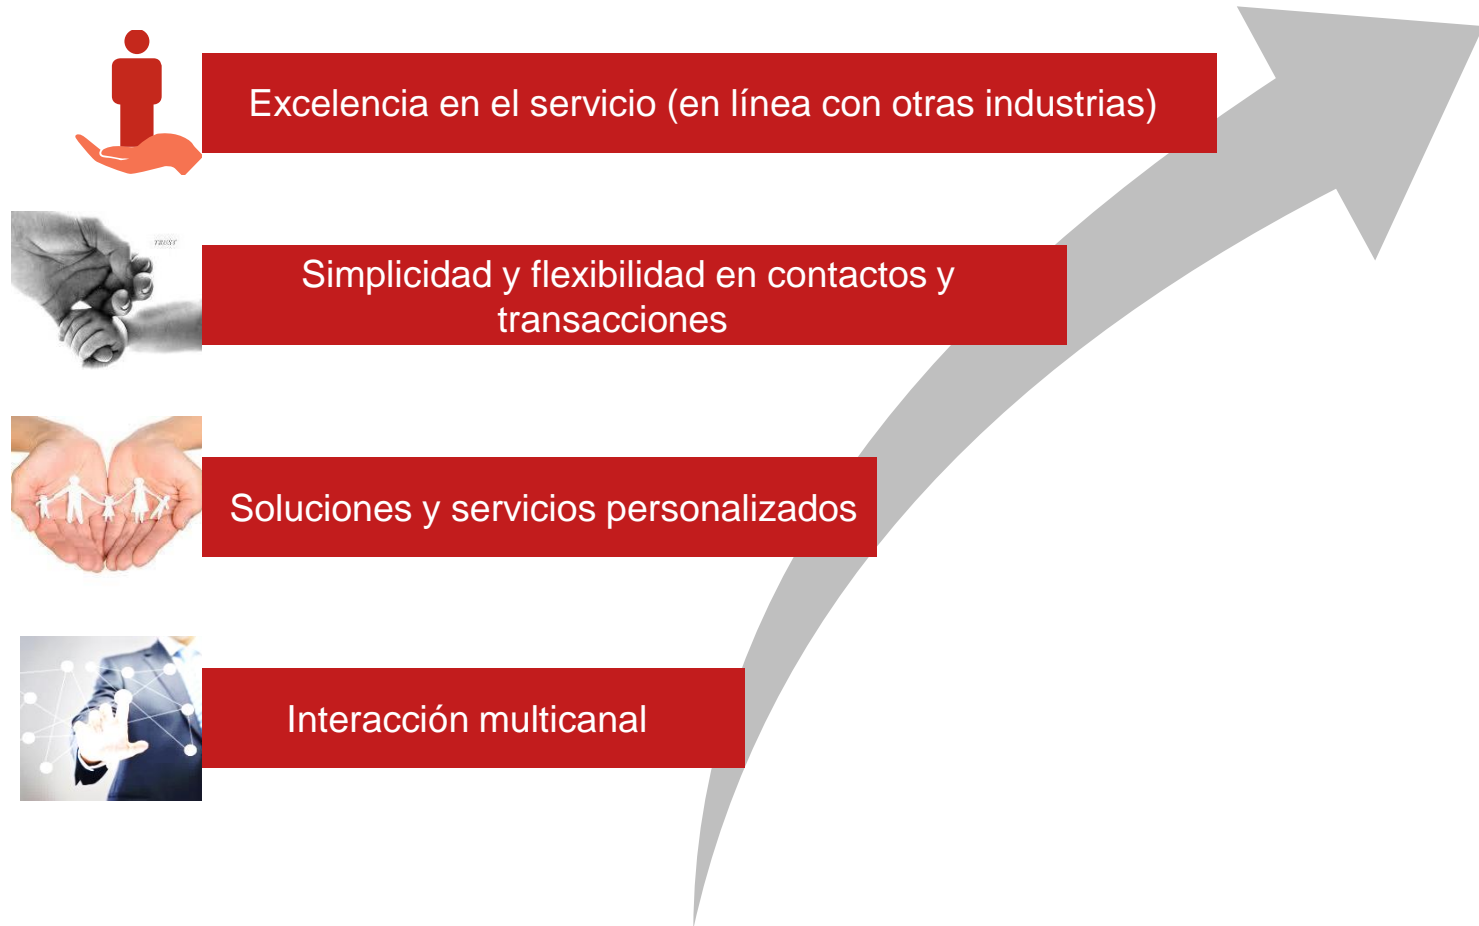 Excelencia en el servicio (en línea con otras industrias)
TRUST
Simplicidad y flexibilidad en contactos y
transacciones
Soluciones y servicios personalizados
Interacción multicanal